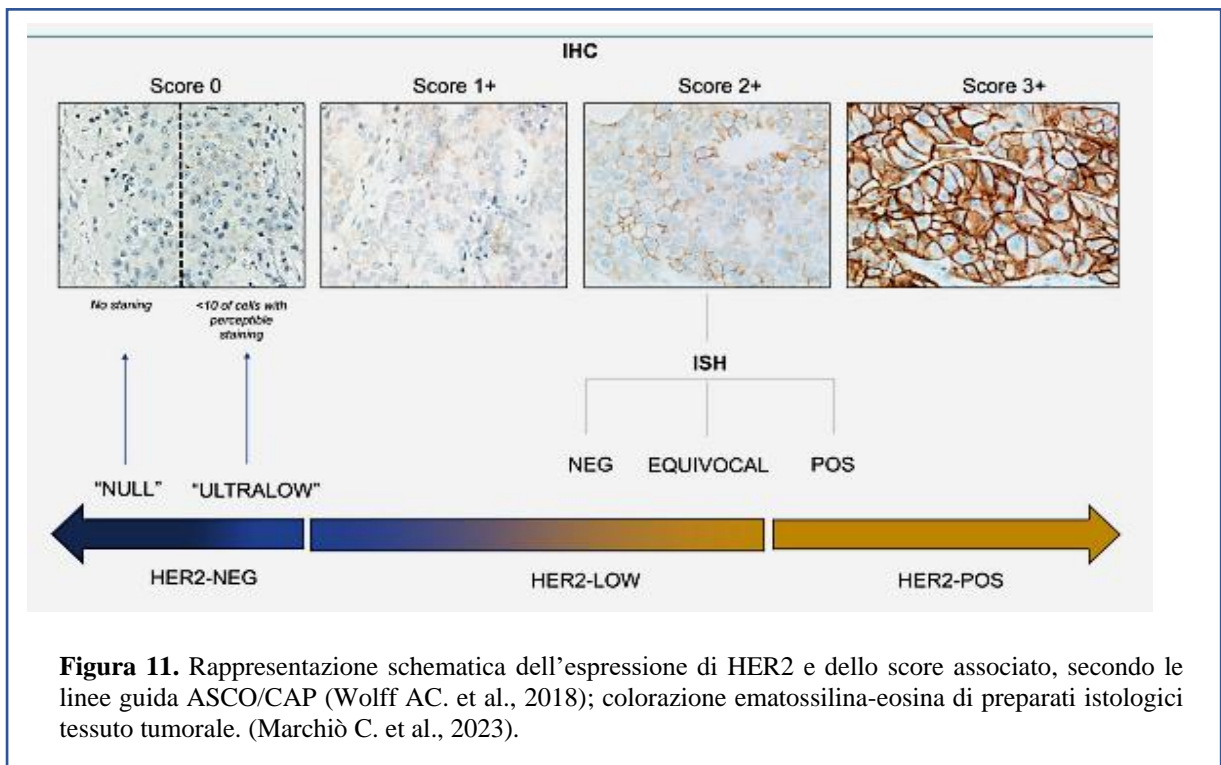 IHC
Score 0
Score 1+
Score 2+
Score 3+
No staning
<10 of cells with
perceptible
staining
ISH
NEG
EQUIVOCAL
POS
"NULL"
"ULTRALOW"
HER2-NEG
HER2-LOW
HER2-POS
Figura 11. Rappresentazione schematica dell'espressione di HER2 e dello score associato, secondo le
linee guida ASCO/CAP (Wolff AC. et al., 2018); colorazione ematossilina-eosina di preparati istologici
tessuto tumorale. (Marchiò C. et al., 2023).